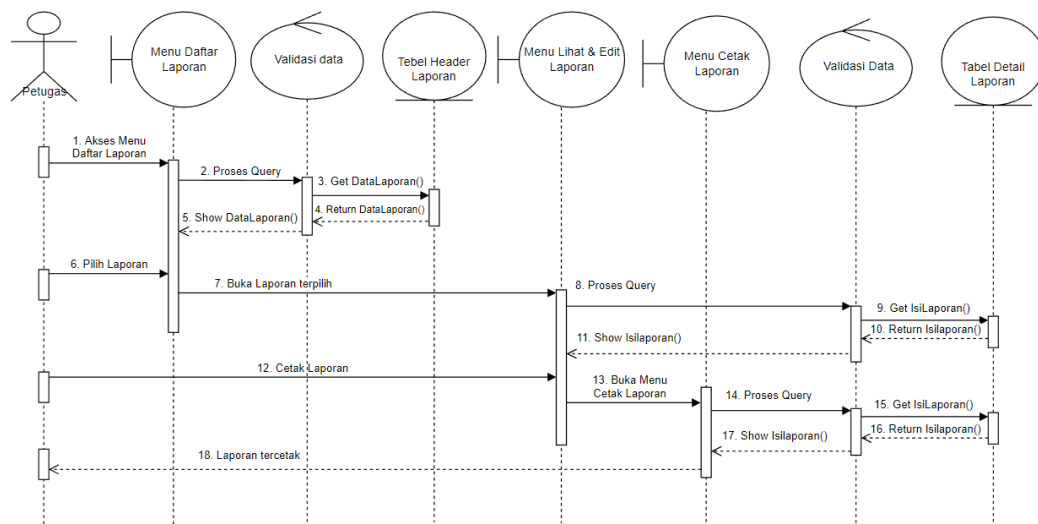 Petugas
Menu Daftar
Laporan
Validasi data
Tebel Header
Laporan
Menu Lihat & Edit
Laporan
Menu Cetak
Laporan
Validasi Data
Tabel Detail
Laporan
1. Akses Menu
Daftar Laporan
2. Proses Query
3. Get DataLaporan()
4. Return DataLaporan()
5. Show DataLaporan()
6. Pilih Laporan
7. Buka Laporan terpilih
8. Proses Query
9. Get IsiLaporan()
10. Return Isilaporan()
11. Show Isilaporan()
12. Cetak Laporan
13. Buka Menu
Cetak Laporan
14. Proses Query
15. Get IsiLaporan()
16. Return Isilaporan()
17. Show Isilaporan()
18. Laporan tercetak